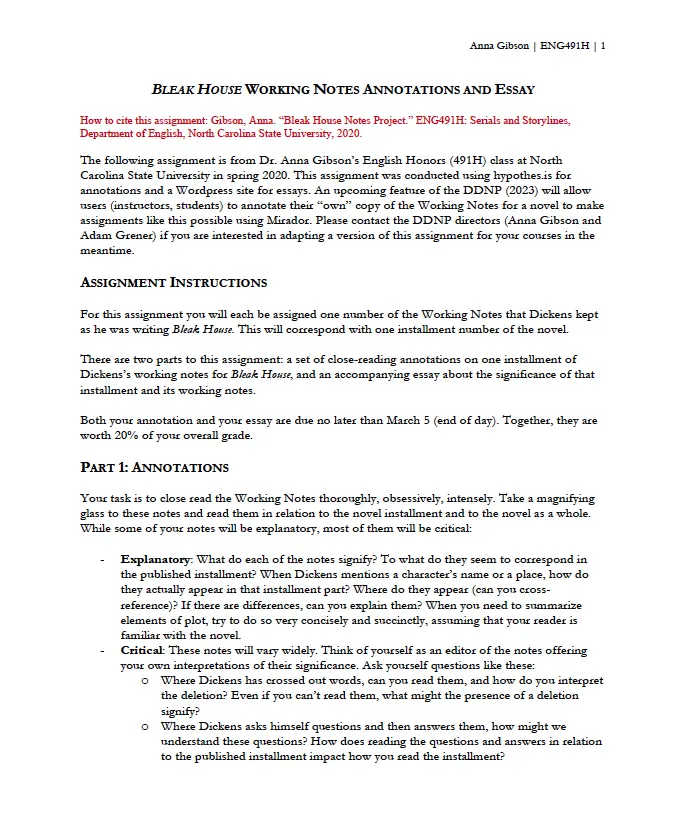 Anna Gibson | ENG491H | 1
BLEAK HOUSE WORKING NOTES ANNOTATIONS AND ESSAY
How to cite this assignment: Gibson, Anna. “Bleak House Notes Project.” ENG491H: Serials and Storylines,
Department of English, North Carolina State University, 2020.
The following assignment is from Dr. Anna Gibson’s English Honors (491H) class at North
Carolina State University in spring 2020. This assignment was conducted using hypothes.is for
annotations and a Wordpress site for essays. An upcoming feature of the DDNP (2023) will allow
users (instructors, students) to annotate their “own” copy of the Working Notes for a novel to make
assignments like this possible using Mirador. Please contact the DDNP directors (Anna Gibson and
Adam Grener) if you are interested in adapting a version of this assignment for your courses in the
meantime.
ASSIGNMENT INSTRUCTIONS
For this assignment you will each be assigned one number of the Working Notes that Dickens kept
as he was writing Bleak House. This will correspond with one installment number of the novel.
There are two parts to this assignment: a set of close-reading annotations on one installment of
Dickens’s working notes for Bleak House, and an accompanying essay about the significance of that
installment and its working notes.
Both your annotation and your essay are due no later than March 5 (end of day). Together, they are
worth 20% of your overall grade.
PART 1: ANNOTATIONS
Your task is to close read the Working Notes thoroughly, obsessively, intensely. Take a magnifying
glass to these notes and read them in relation to the novel installment and to the novel as a whole.
While some of your notes will be explanatory, most of them will be critical:
- Explanatory: What do each of the notes signify? To what do they seem to correspond in
the published installment? When Dickens mentions a character’s name or a place, how do
they actually appear in that installment part? Where do they appear (can you cross-
reference)? If there are differences, can you explain them? When you need to summarize
elements of plot, try to do so very concisely and succinctly, assuming that your reader is
familiar with the novel.
- Critical: These notes will vary widely. Think of yourself as an editor of the notes offering
your own interpretations of their significance. Ask yourself questions like these:
o Where Dickens has crossed out words, can you read them, and how do you interpret
the deletion? Even if you can’t read them, what might the presence of a deletion
signify?
o Where Dickens asks himself questions and then answers them, how might we
understand these questions? How does reading the questions and answers in relation
to the published installment impact how you read the installment?